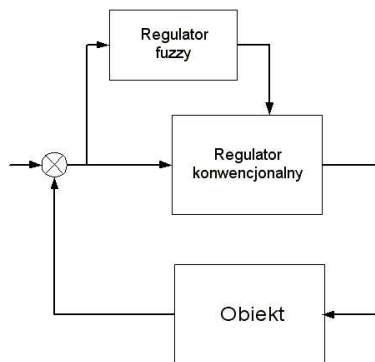 Regulator
fuzzy
Regulator
konwencjonalny
Obiekt